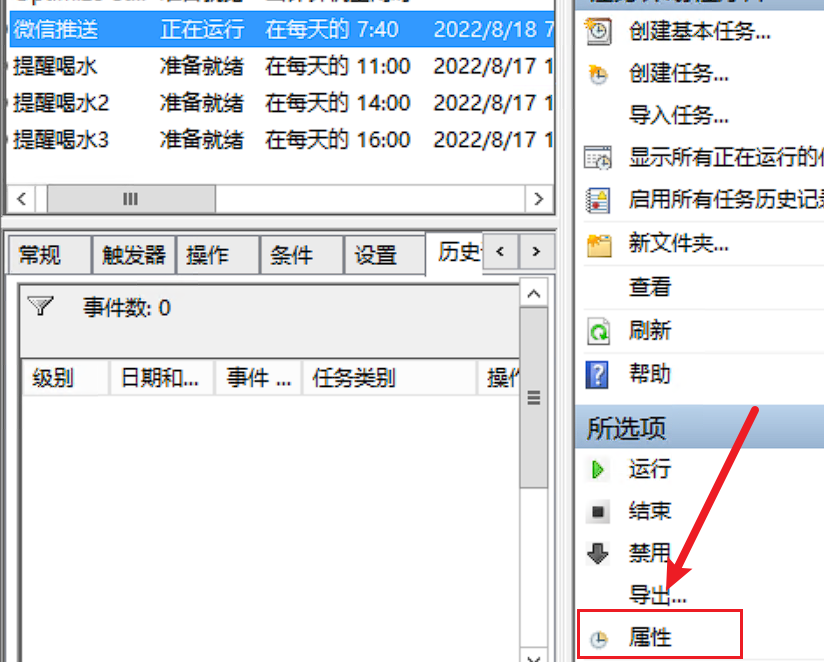 微信推送 正在运行 在每天的 7:40 2022/8/18 7
提醒喝水 准备就绪 在每天的 11:00 2022/8/17 1
提醒喝水2 准备就绪 在每天的 14:00 2022/8/17 1
提醒喝水3 准备就绪 在每天的 16:00 2022/8/17 1
常规 触发器 操作 条件 设置 历史
事件数: 0
级别 日期和... 事件 ... 任务类别 操作
创建基本任务...
创建任务...
导入任务...
显示所有正在运行的任
启用所有任务历史记录
新文件夹...
查看
刷新
帮助
所选项
运行
结束
禁用
导出...
属性